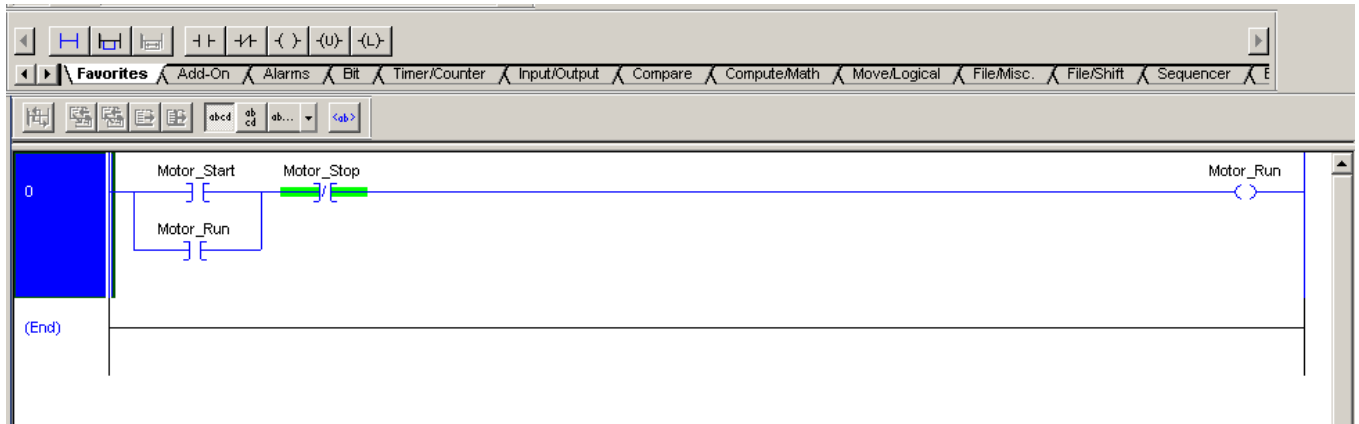 (U) (L)
Favorites Add-On Alarms Bit Timer/Counter Input/Output Compare Compute/Math Move/Logical File/Misc. File/Shift Sequencer
abcd ab cd ab... <ab>
Motor_Start Motor_Stop Motor_Run
0
Motor_Run
(End)